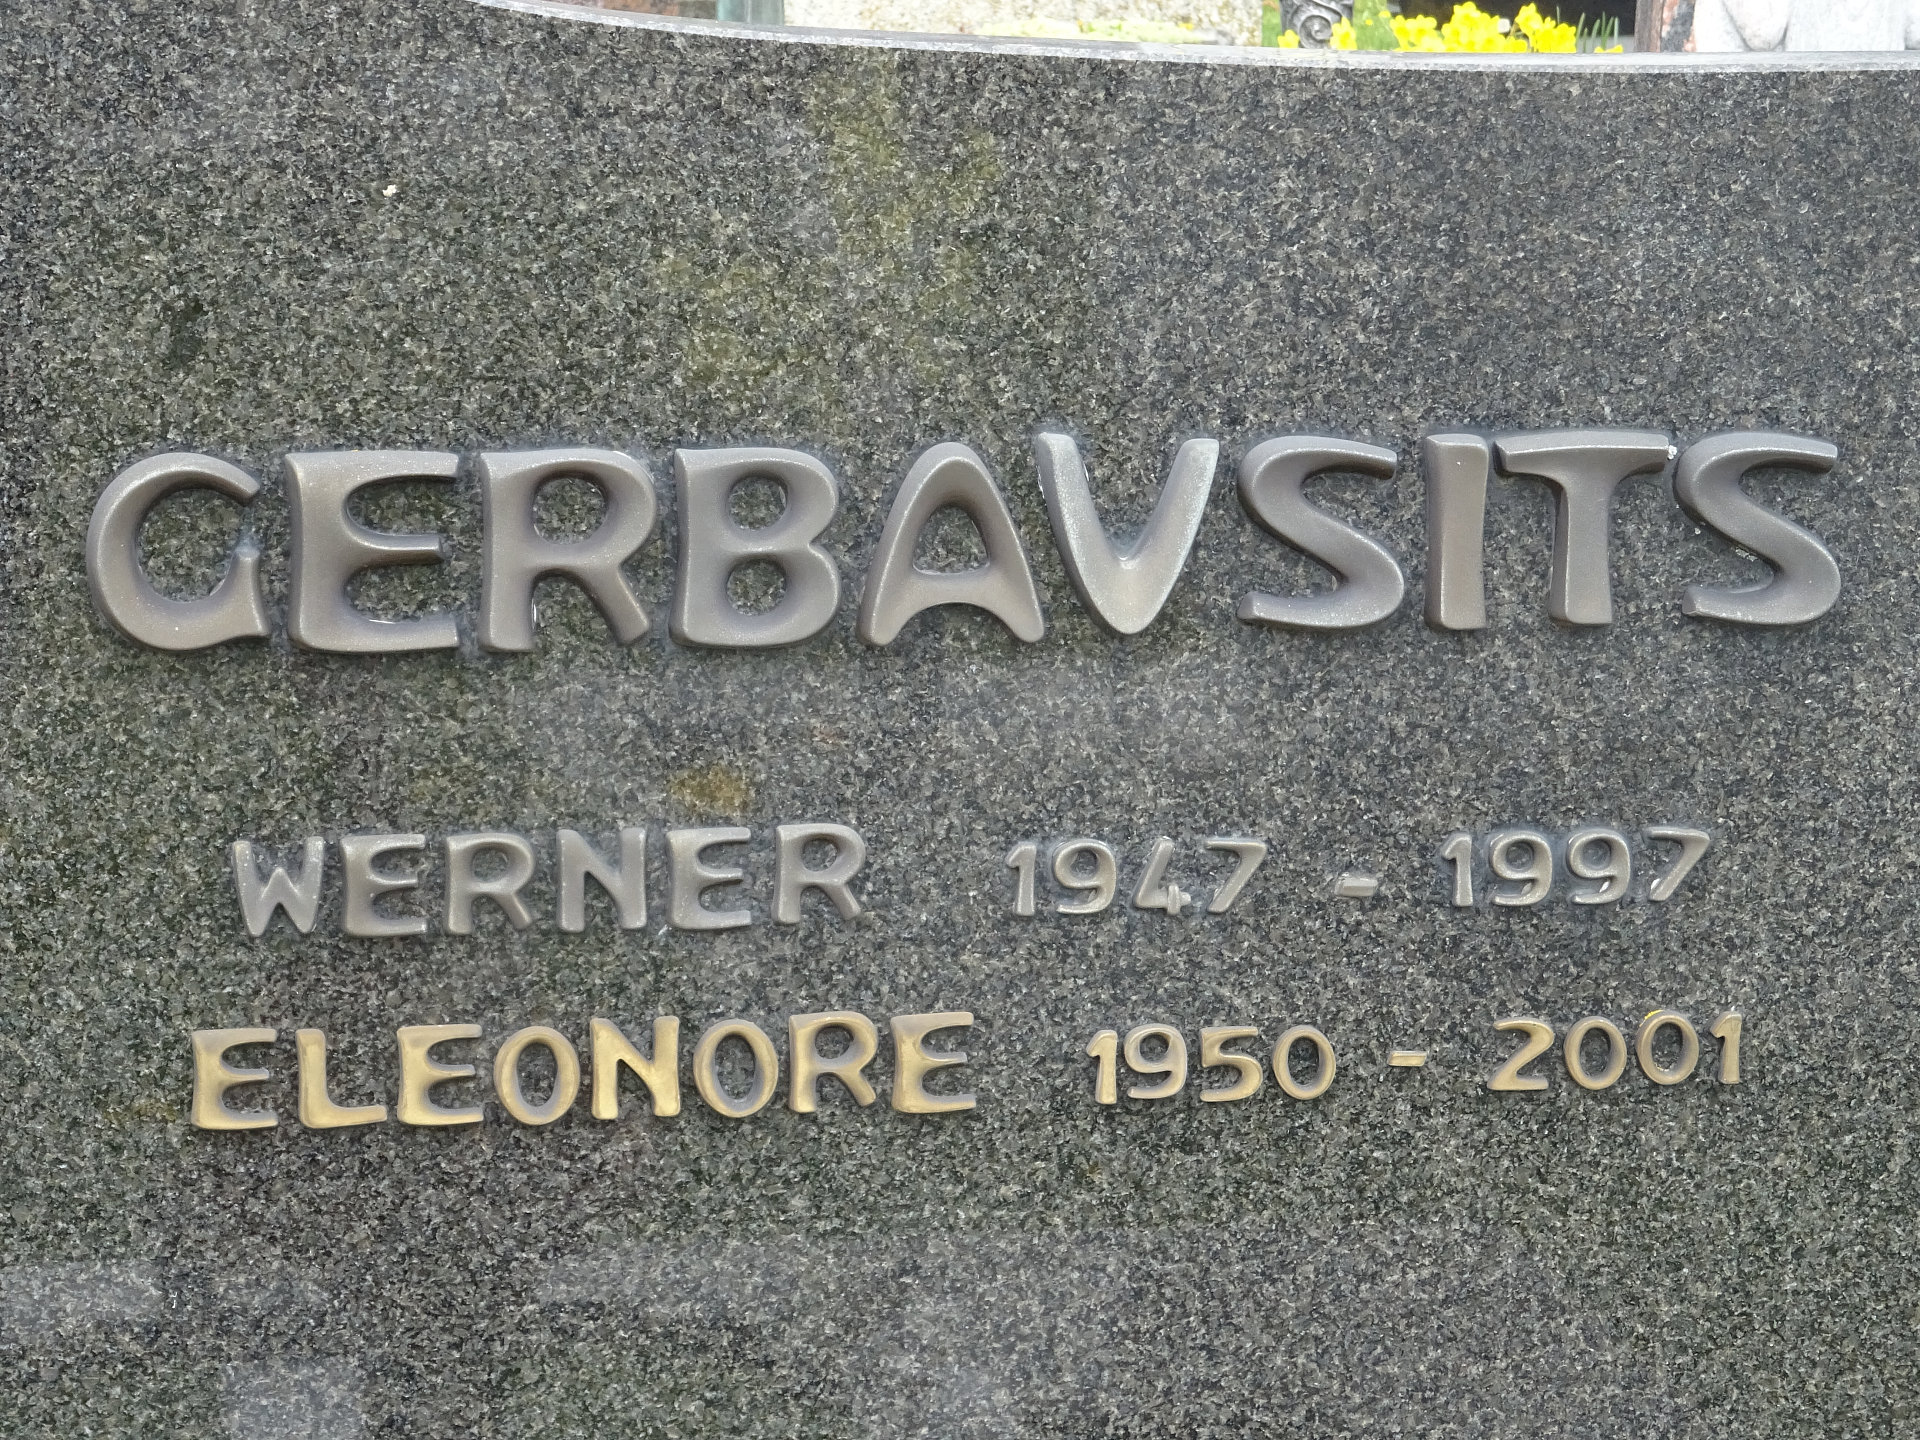 GERBAVSITS
WERNER 1947 - 1997
ELEONORE 1950 - 2001